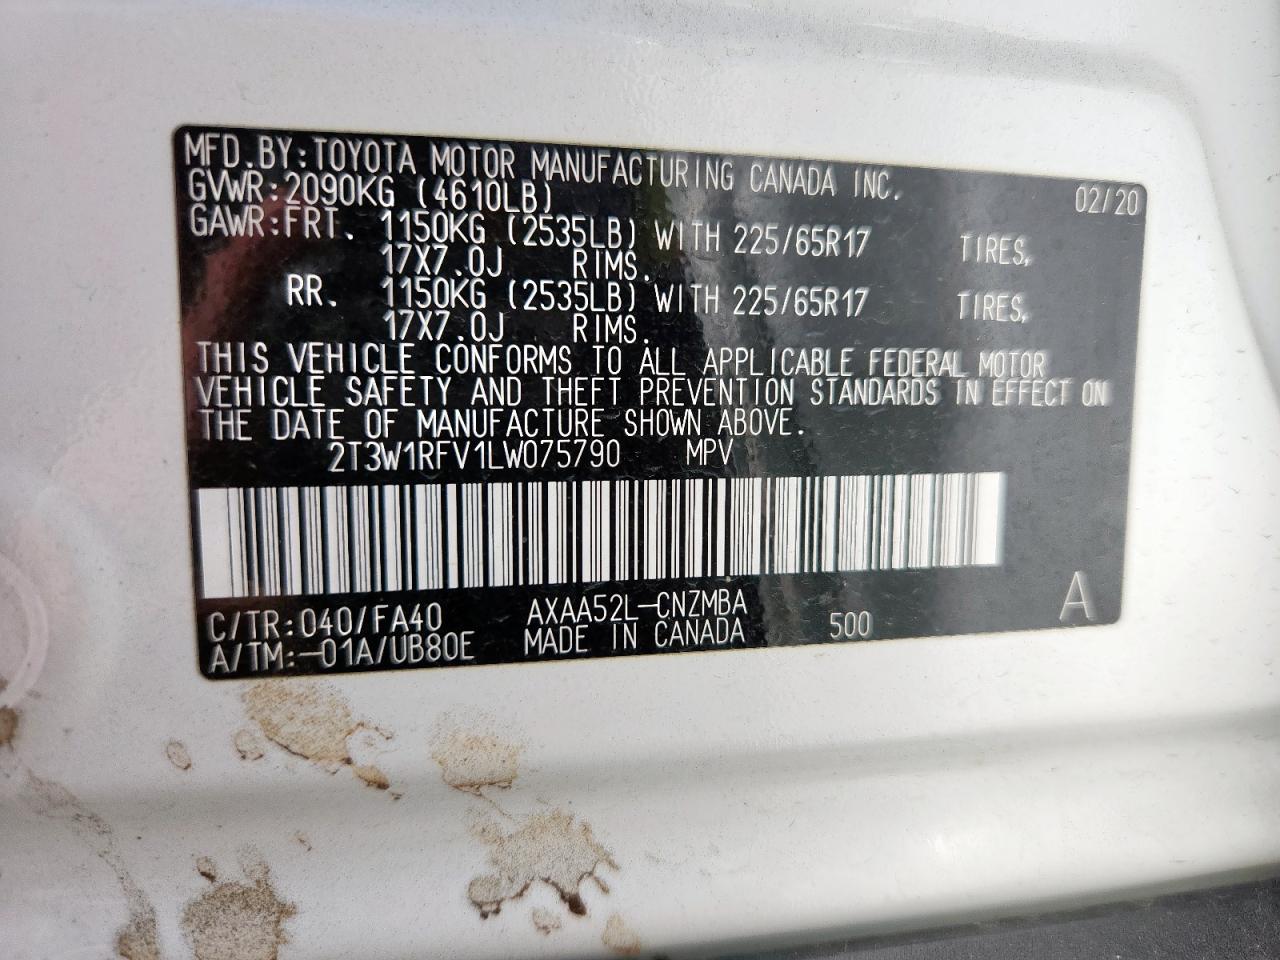 MFD.BY:TOYOTA MOTOR MANUFACTURING CANADA INC. 02/20
GVWR:2090KG (4610LB)
GAWR:FRT. 1150KG (2535LB) WITH 225/65R17 TIRES,
17X7.0J RIMS.
RR. 1150KG (2535LB) WITH 225/65R17 TIRES,
17X7.0J RIMS.
THIS VEHICLE CONFORMS TO ALL APPLICABLE FEDERAL MOTOR
VEHICLE SAFETY AND THEFT PREVENTION STANDARDS IN EFFECT ON
THE DATE OF MANUFACTURE SHOWN ABOVE.
2T3W1RFV1LW075790 MPV
C/TR:040/FA40 AXAA52L-CNZMBA A
A/TM:-01A/UB80E MADE IN CANADA 500